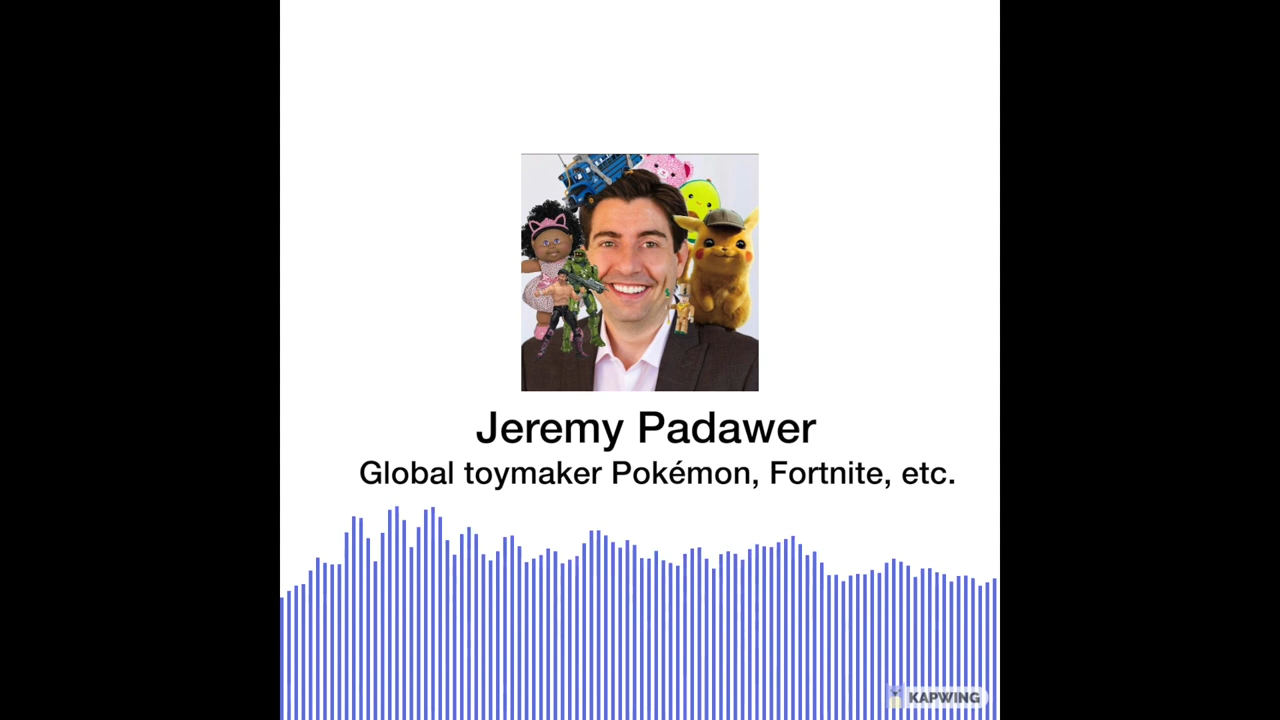 Jeremy Padawer
Global toymaker Pokémon, Fortnite, etc.
KAPWING